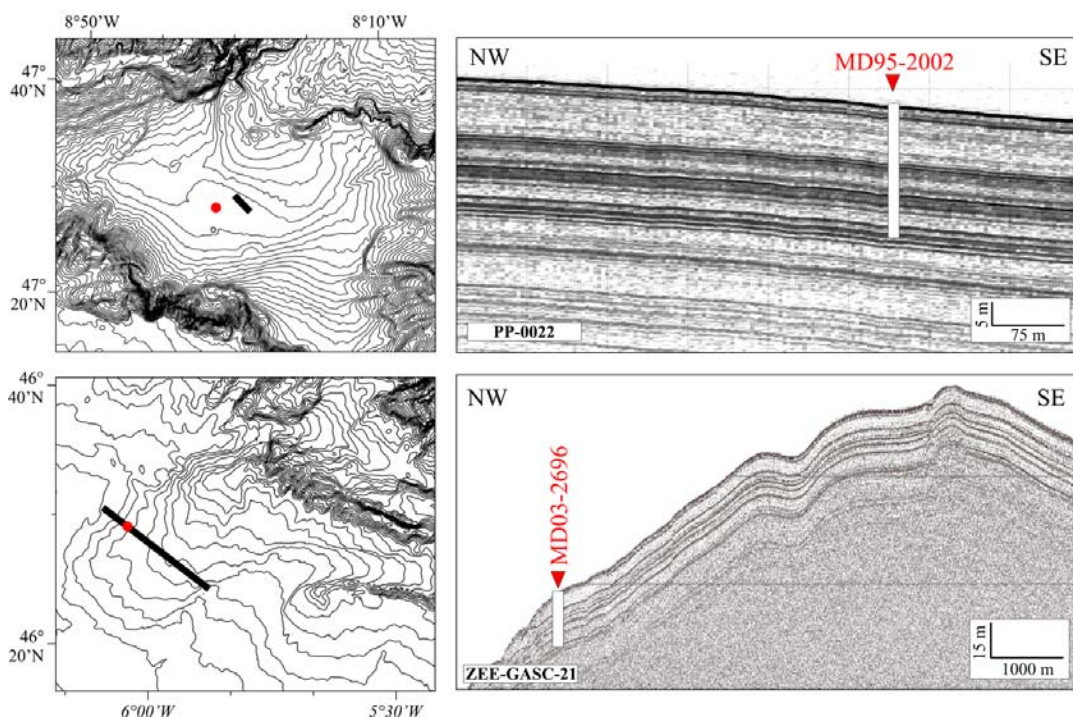 8°50'W
8°10'W
47°
40'N
47°
20'N
NW
MD95-2002
SE
PP-0022
5 m
75 m
46°
40'N
46°
20'N
6°00'W
5°30'W
NW
SE
MD03-2696
ZEE-GASC-21
15 m
1000 m